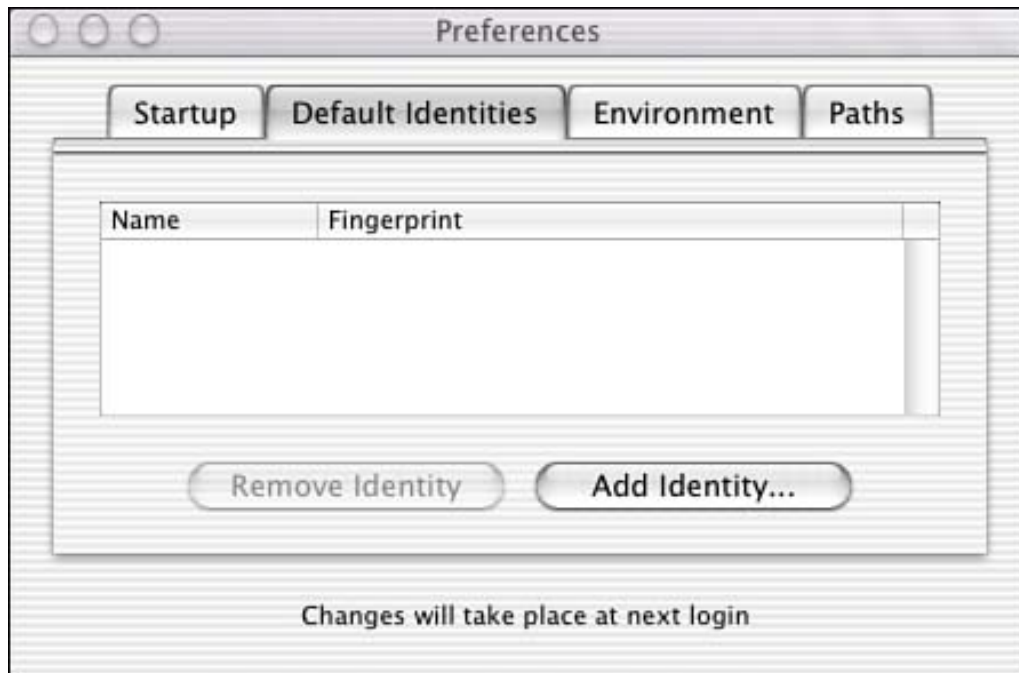 Preferences
Startup Default Identities Environment Paths
Name Fingerprint
Remove Identity Add Identity...
Changes will take place at next login